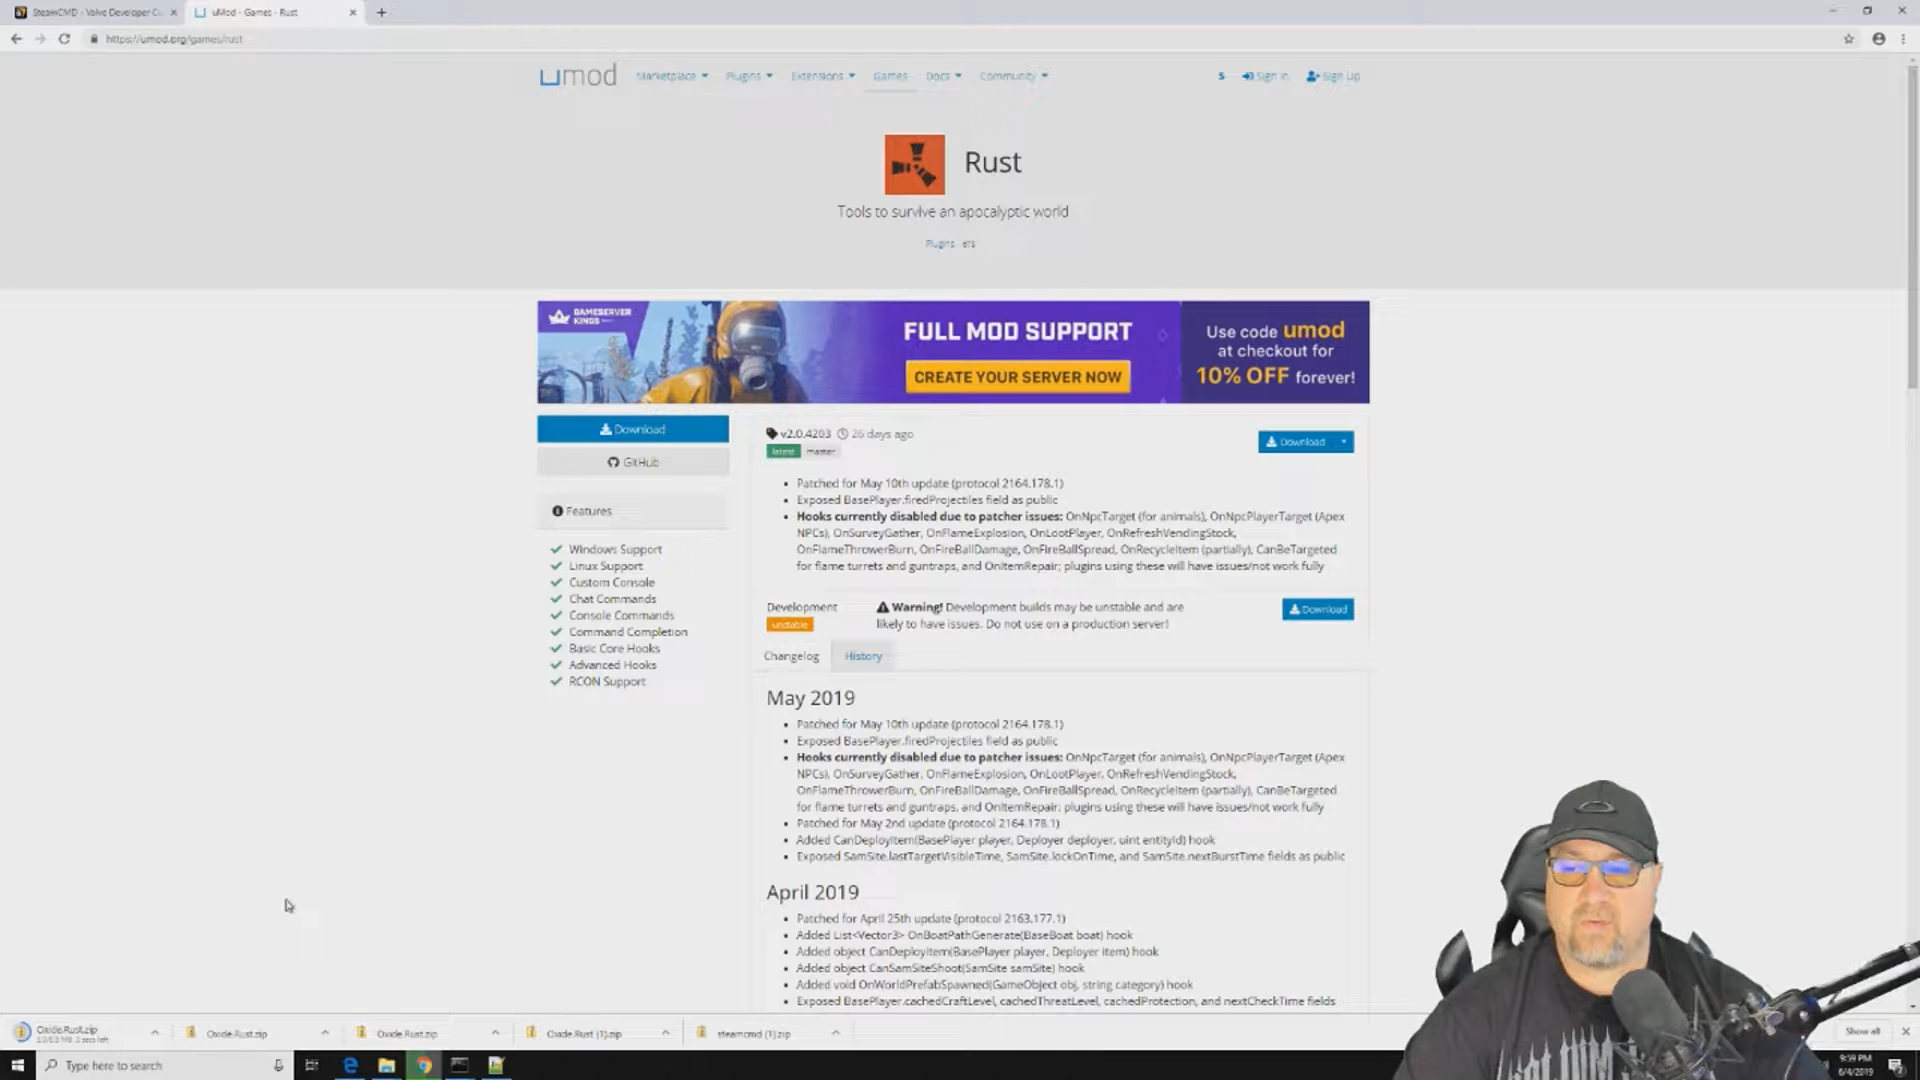 SteamCMD - Valve Developer C
uMod - Games - Rust
https://umod.org/games/rust
umod
Marketplace
Plugins
Extensions
Games
Docs
Community
$
Sign In
Sign Up
Rust
Tools to survive an apocalyptic world
Plugins
GAMESERVER
KINGS
FULL MOD SUPPORT
CREATE YOUR SERVER NOW
Use code umod
at checkout for
10% OFF forever!
Download
GitHub
Features
Windows Support
Linux Support
Custom Console
Chat Commands
Console Commands
Command Completion
Basic Core Hooks
Advanced Hooks
RCON Support
v2.0.4203 26 days ago
latest master
Download
Patched for May 10th update (protocol 2164.178.1)
Exposed BasePlayer.firedProjectiles field as public
Hooks currently disabled due to patcher issues: OnNpcTarget (for animals), OnNpcPlayerTarget (Apex
NPCs), OnSurveyGather, OnFlameExplosion, OnLootPlayer, OnRefreshVendingStock,
OnFlameThrowerBurn, OnFireBallDamage, OnFireBallSpread, OnRecycleItem (partially), CanBeTargeted
for flame turrets and guntraps, and OnItemRepair; plugins using these will have issues/not work fully
Development
unstable
Warning! Development builds may be unstable and are
likely to have issues. Do not use on a production server!
Download
Changelog
History
May 2019
Patched for May 10th update (protocol 2164.178.1)
Exposed BasePlayer.firedProjectiles field as public
Hooks currently disabled due to patcher issues: OnNpcTarget (for animals), OnNpcPlayerTarget (Apex
NPCs), OnSurveyGather, OnFlameExplosion, OnLootPlayer, OnRefreshVendingStock,
OnFlameThrowerBurn, OnFireBallDamage, OnFireBallSpread, OnRecycleItem (partially), CanBeTargeted
for flame turrets and guntraps, and OnItemRepair; plugins using these will have issues/not work fully
Patched for May 2nd update (protocol 2164.178.1)
Added CanDeployItem(BasePlayer player, Deployer deployer, uint entityId) hook
Exposed SamSite.lastTargetVisibleTime, SamSite.lockOnTime, and SamSite.nextBurstTime fields as public
April 2019
Patched for April 25th update (protocol 2163.177.1)
Added List<Vector3> OnBoatPathGenerate(BaseBoat boat) hook
Added object CanDeployItem(BasePlayer player, Deployer item) hook
Added object CanSamSiteShoot(SamSite samSite) hook
Added void OnWorldPrefabSpawned(GameObject obj, string category) hook
Exposed BasePlayer.cachedCraftLevel, cachedThreatLevel, cachedProtection, and nextCheckTime fields
Oxide.Rust.zip
Oxide.Rust.zip
Oxide.Rust.zip
Oxide.Rust (1).zip
steamcmd (1).zip
Show all
Type here to search
9:59 PM
6/4/2019